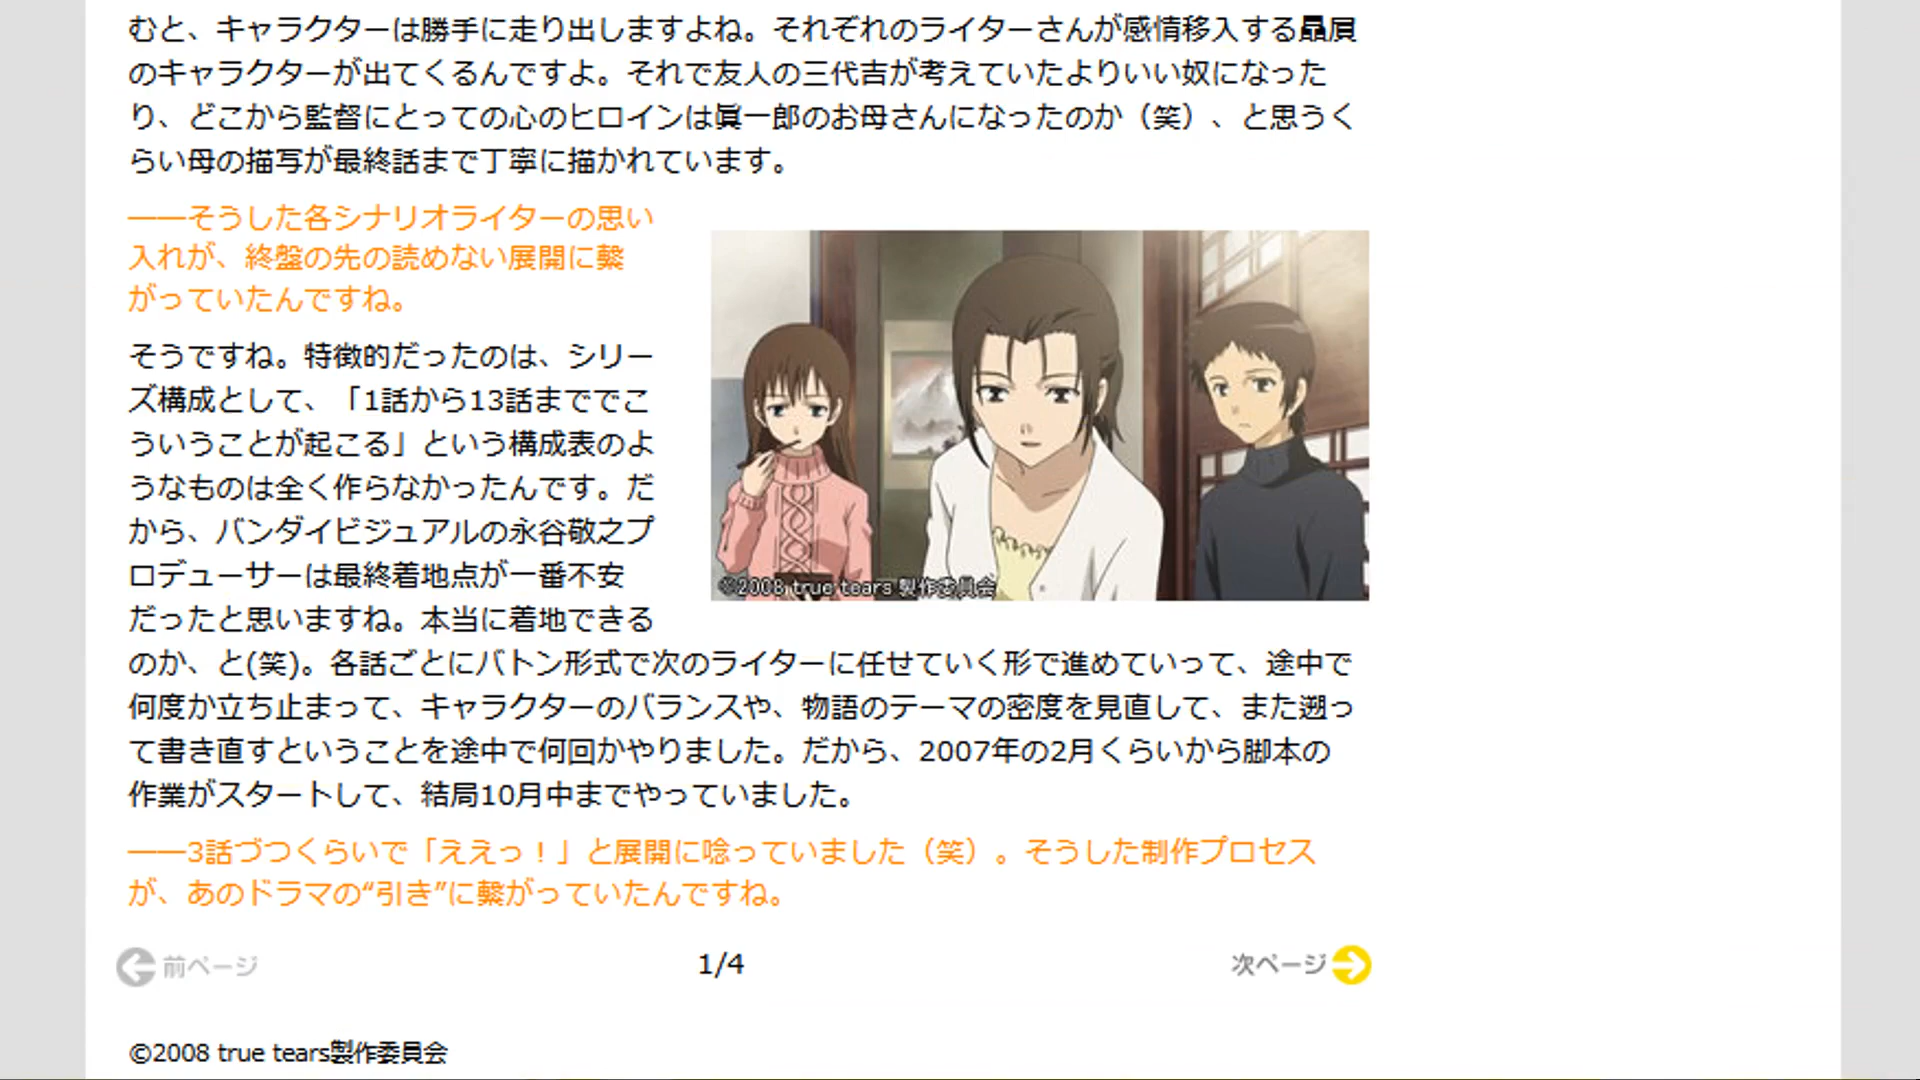 むと、キャラクターは勝手に走り出しますよね。それぞれのライターさんが感情移入する贔屓
のキャラクターが出てくるんですよ。それで友人の三代吉が考えていたよりいい奴になった
り、どこから監督にとっての心のヒロインは眞一郎のお母さんになったのか（笑）、と思うく
らい母の描写が最終話まで丁寧に描かれています。
――そうした各シナリオライターの思い
入れが、終盤の先の読めない展開に繋
がっていたんですね。
そうですね。特徴的だったのは、シリー
ズ構成として、「1話から13話まででこ
ういうことが起こる」という構成表のよ
うなものは全く作らなかったんです。だ
から、バンダイビジュアルの永谷敬之プ
ロデューサーは最終着地点が一番不安
だったと思いますね。本当に着地できる
のか、と(笑)。各話ごとにバトン形式で次のライターに任せていく形で進めていって、途中で
何度か立ち止まって、キャラクターのバランスや、物語のテーマの密度を見直して、また遡っ
て書き直すということを途中で何回かやりました。だから、2007年の2月くらいから脚本の
作業がスタートして、結局10月中までやっていました。
©2008 true tears 製作委員会
――3話づつくらいで「ええっ！」と展開に唸っていました（笑）。そうした制作プロセス
が、あのドラマの“引き”に繋がっていたんですね。
前ページ
1/4
次ページ
©2008 true tears製作委員会